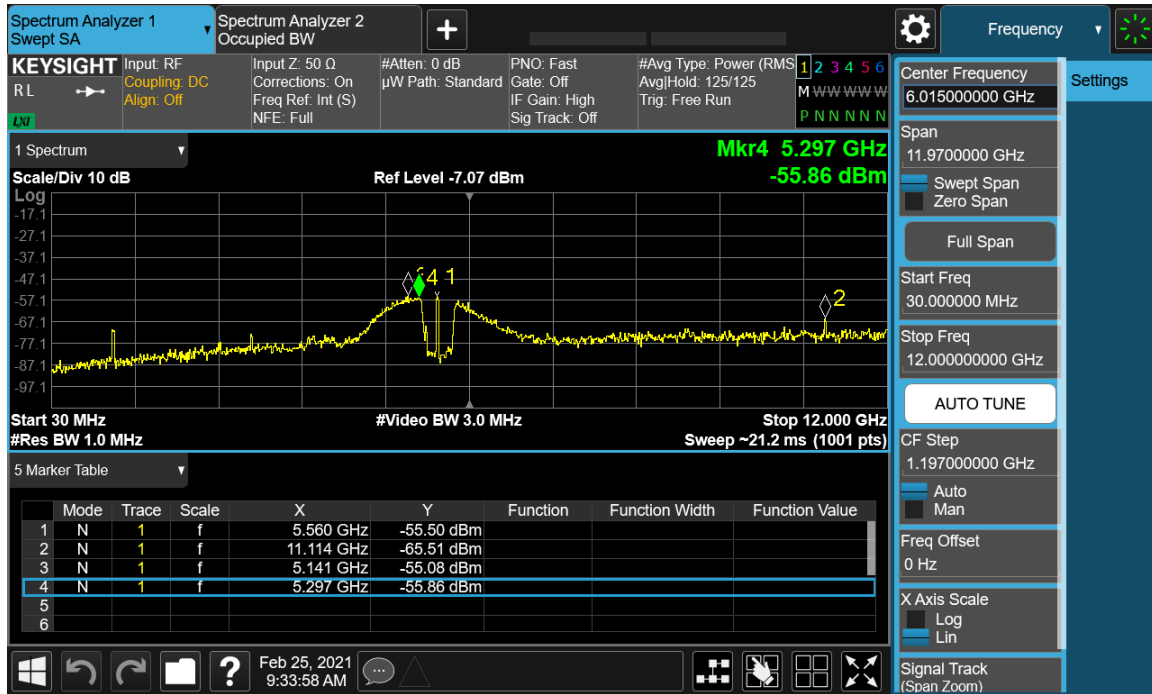 Spectrum Analyzer 1
Swept SA
Spectrum Analyzer 2
Occupied BW
+
Frequency
KEYSIGHT
R L
LXI
Input: RF
Coupling: DC
Align: Off
Input Z: 50 Ω
Corrections: On
Freq Ref: Int (S)
NFE: Full
#Atten: 0 dB
µW Path: Standard
PNO: Fast
Gate: Off
IF Gain: High
Sig Track: Off
#Avg Type: Power (RMS
Avg|Hold: 125/125
Trig: Free Run
1 2 3 4 5 6
M W W W W W
P N N N N N
Center Frequency
6.015000000 GHz
Settings
Span
11.9700000 GHz
Swept Span
Zero Span
Full Span
Start Freq
30.000000 MHz
Stop Freq
12.000000000 GHz
AUTO TUNE
CF Step
1.197000000 GHz
Auto
Man
Freq Offset
0 Hz
X Axis Scale
Log
Lin
Signal Track
(Span Zoom)
1 Spectrum
Mkr4 5.297 GHz
Scale/Div 10 dB
Ref Level -7.07 dBm
-55.86 dBm
Log
-17.1
-27.1
-37.1
-47.1
-57.1
-67.1
-77.1
-87.1
-97.1
4 1
2
Start 30 MHz
#Video BW 3.0 MHz
Stop 12.000 GHz
#Res BW 1.0 MHz
Sweep ~21.2 ms (1001 pts)
5 Marker Table
Mode Trace Scale X Y Function Function Width Function Value
1 N 1 f 5.560 GHz -55.50 dBm
2 N 1 f 11.114 GHz -65.51 dBm
3 N 1 f 5.141 GHz -55.08 dBm
4 N 1 f 5.297 GHz -55.86 dBm
5
6
?
Feb 25, 2021
9:33:58 AM